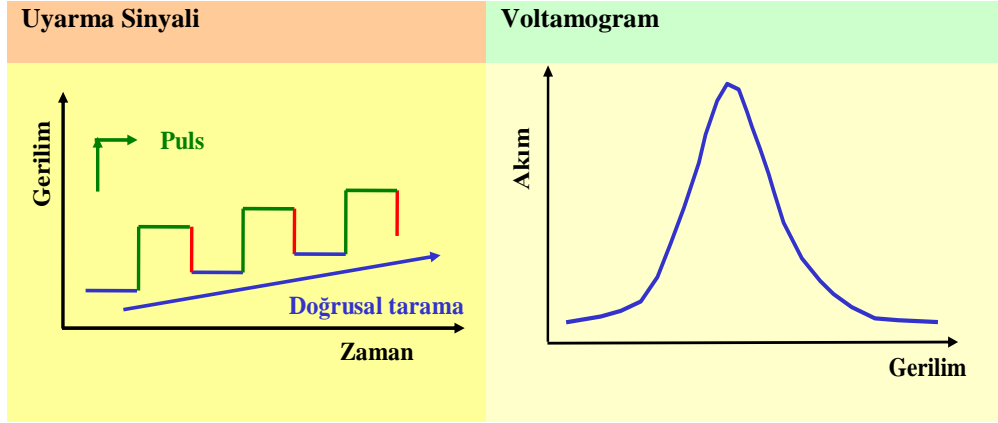 Uyarma Sinyali
Voltamogram
Gerilim
Puls
Doğrusal tarama
Zaman
Akım
Gerilim